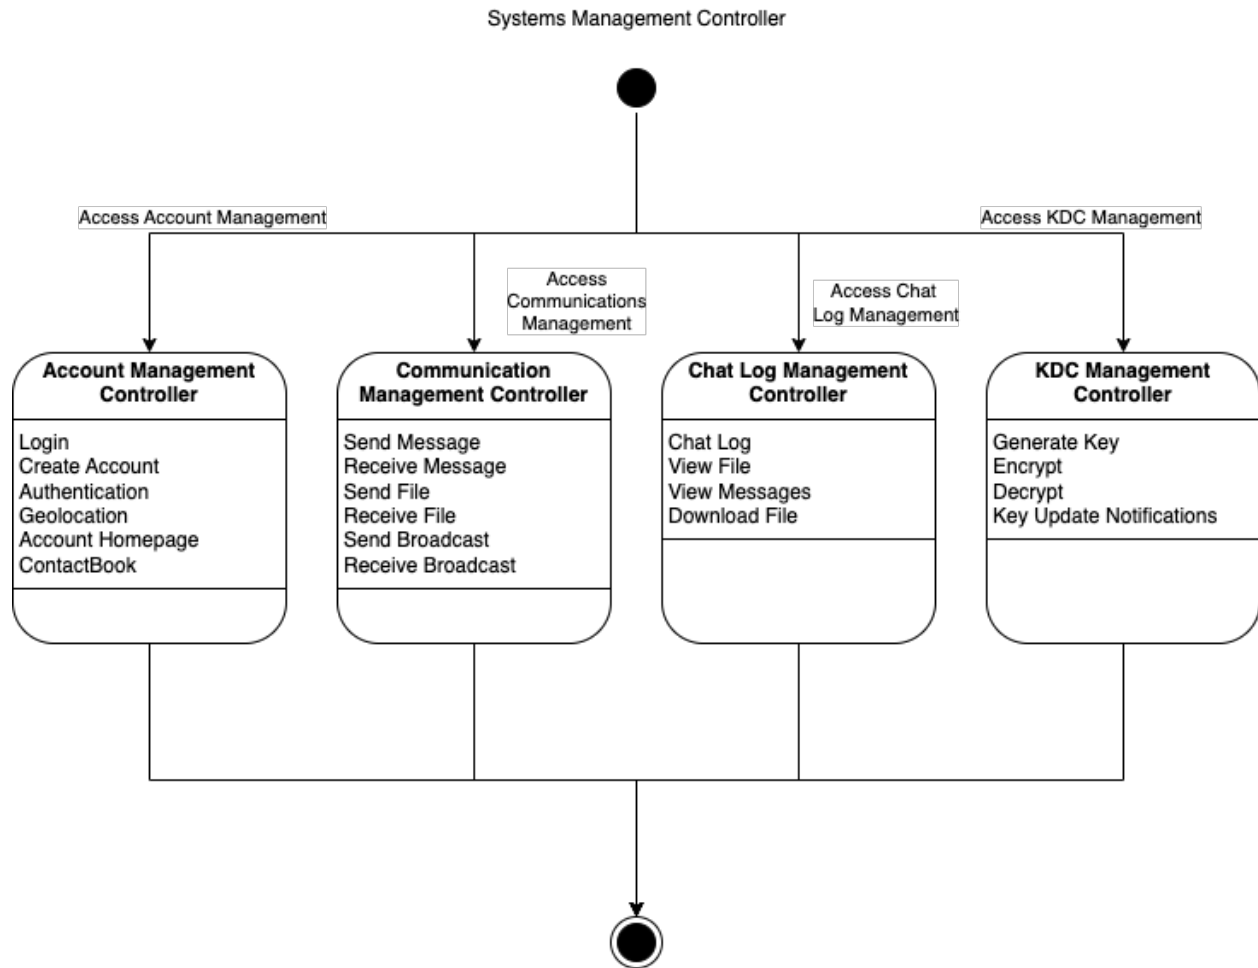 Systems Management Controller
Access Account Management
Access KDC Management
Access
Communications
Management
Access Chat
Log Management
Account Management
Controller
Login
Create Account
Authentication
Geolocation
Account Homepage
ContactBook
Communication
Management Controller
Send Message
Receive Message
Send File
Receive File
Send Broadcast
Receive Broadcast
Chat Log Management
Controller
Chat Log
View File
View Messages
Download File
KDC Management
Controller
Generate Key
Encrypt
Decrypt
Key Update Notifications